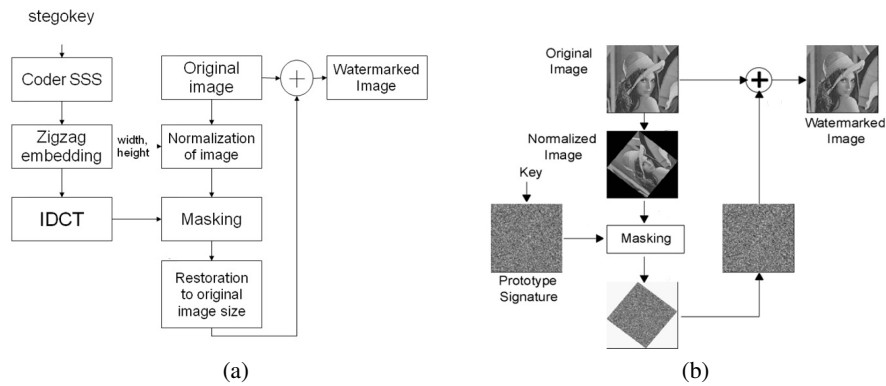 stegokey
Coder SSS
Zigzag
embedding
IDCT
width,
height
Original
image
Normalization
of image
Masking
Restoration
to original
image size
+
Watermarked
Image
(a)
Original
Image
Normalized
Image
Key
Prototype
Signature
Masking
+
Watermarked
Image
(b)